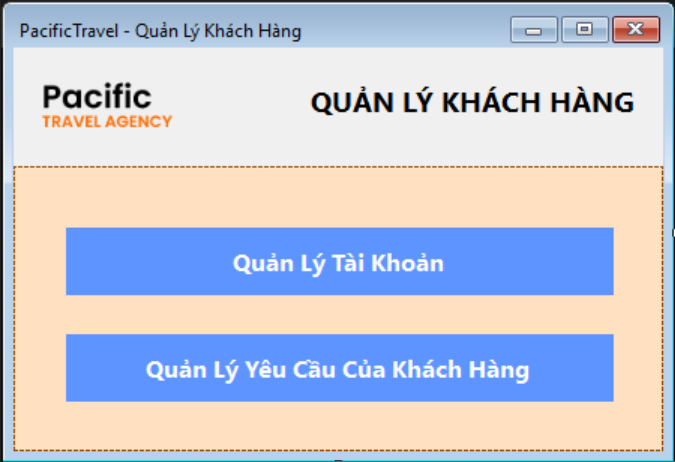 PacificTravel - Quản Lý Khách Hàng
Pacific
TRAVEL AGENCY
QUẢN LÝ KHÁCH HÀNG
Quản Lý Tài Khoản
Quản Lý Yêu Cầu Của Khách Hàng